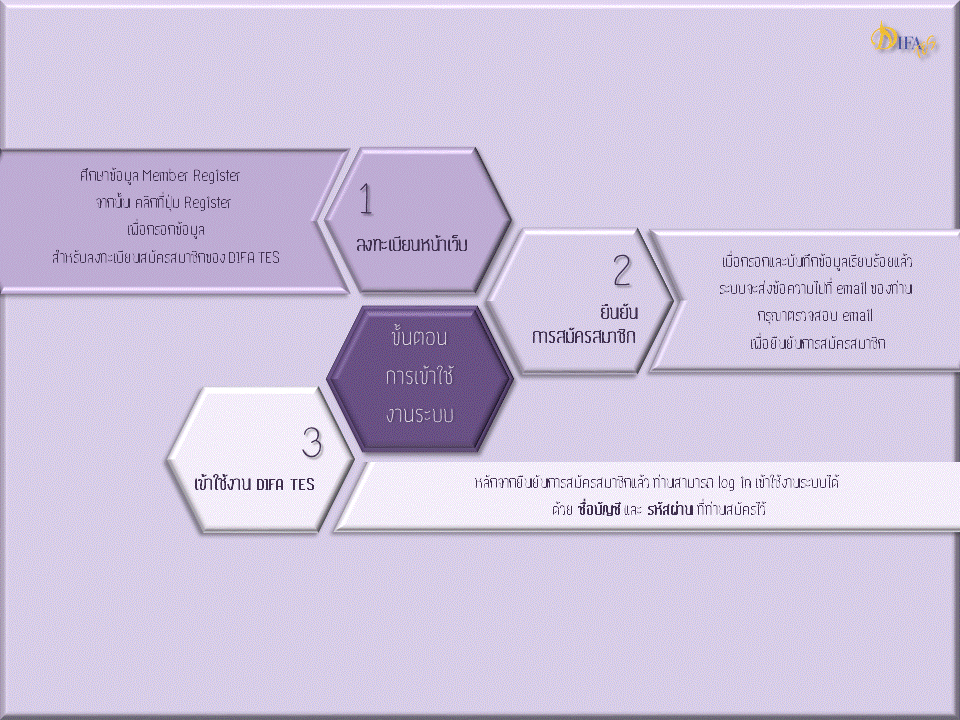 DIFA
ศึกษาข้อมูล Member Register
จากนั้น คลิกที่ปุ่ม Register
เพื่อกรอกข้อมูล
สำหรับลงทะเบียนสมัครสมาชิกของ DIFA TES
1
ลงทะเบียนหน้าเว็บ
2
ยืนยัน
การสมัครสมาชิก
เมื่อกรอกและบันทึกข้อมูลเรียบร้อยแล้ว
ระบบจะส่งข้อความไปที่ email ของท่าน
กรุณาตรวจสอบ email
เพื่อยืนยันการสมัครสมาชิก
ขั้นตอน
การเข้าใช้
งานระบบ
3
เข้าใช้งาน DIFA TES
หลังจากยืนยันการสมัครสมาชิกแล้ว ท่านสามารถ log in เข้าใช้งานระบบได้
ด้วย ชื่อบัญชี และ รหัสผ่าน ที่ท่านสมัครไว้